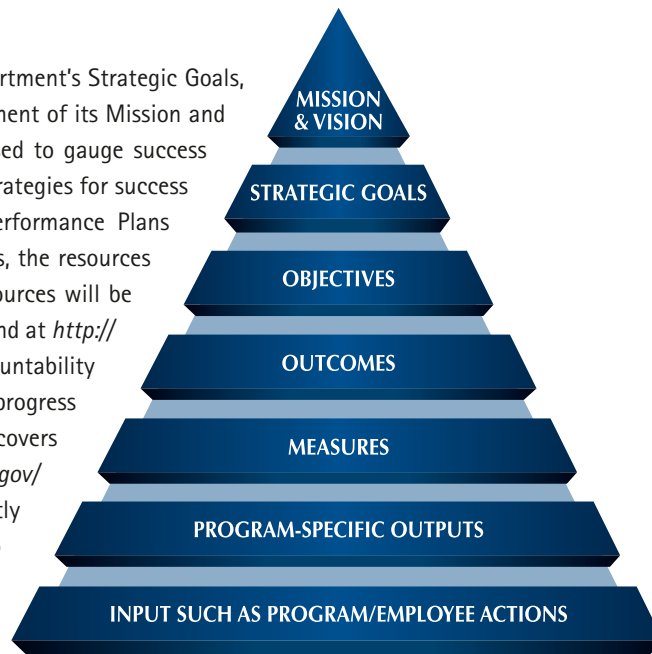 rtment's Strategic Goals,
ment of its Mission and
ed to gauge success
rategies for success
erformance Plans
s, the resources
ources will be
nd at http://
untability
progress
covers
gov/
tly
MISSION
& VISION
STRATEGIC GOALS
OBJECTIVES
OUTCOMES
MEASURES
PROGRAM-SPECIFIC OUTPUTS
INPUT SUCH AS PROGRAM/EMPLOYEE ACTIONS